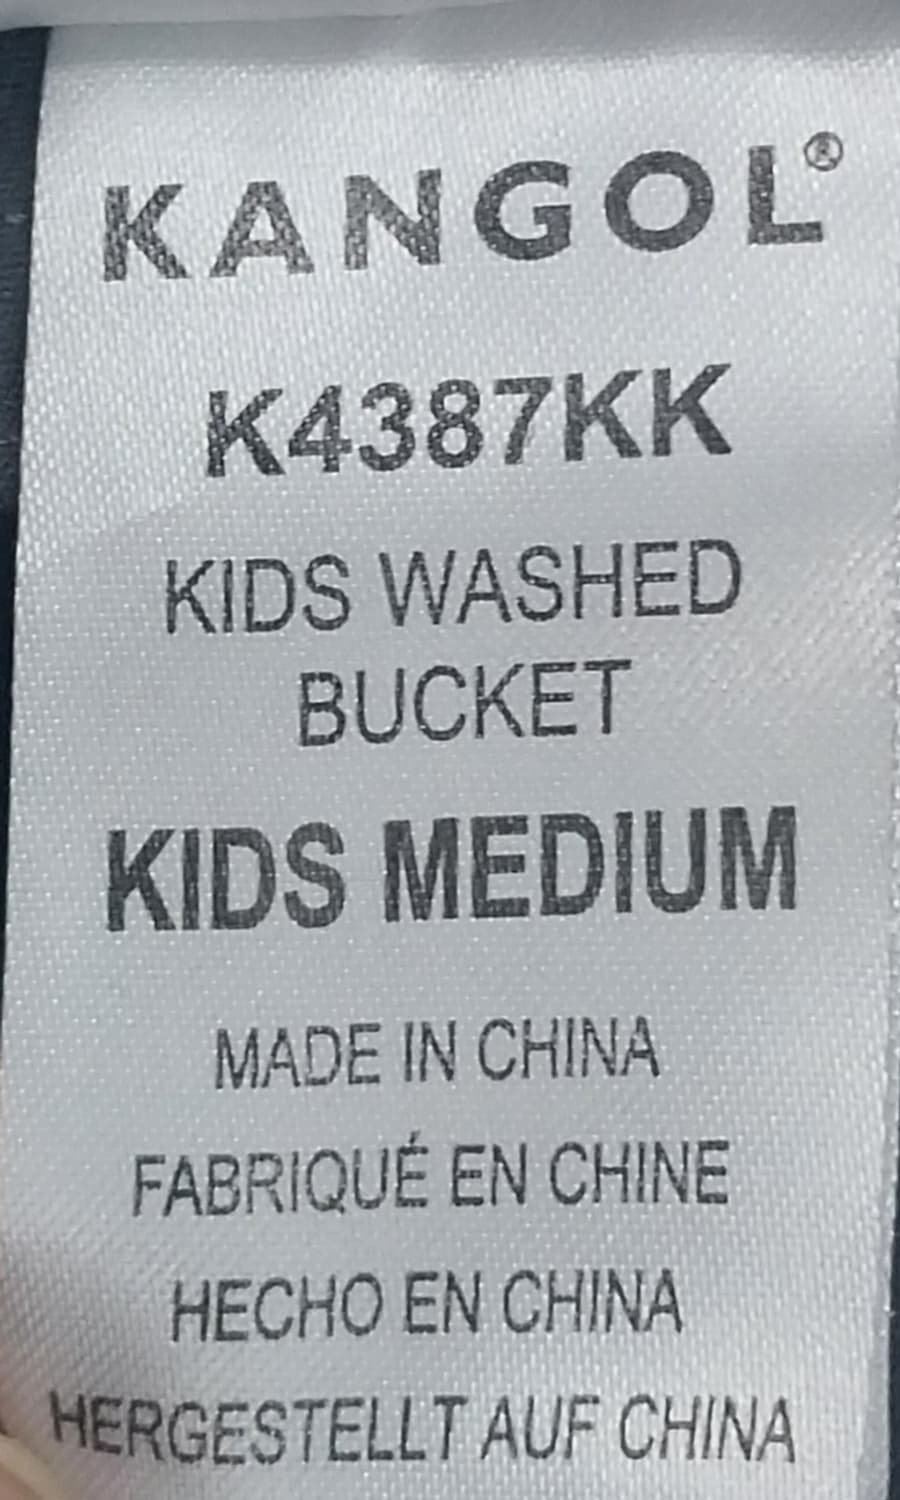 KANGOL®
K4387KK
KIDS WASHED
BUCKET
KIDS MEDIUM
MADE IN CHINA
FABRIQUÉ EN CHINE
HECHO EN CHINA
HERGESTELLT AUF CHINA